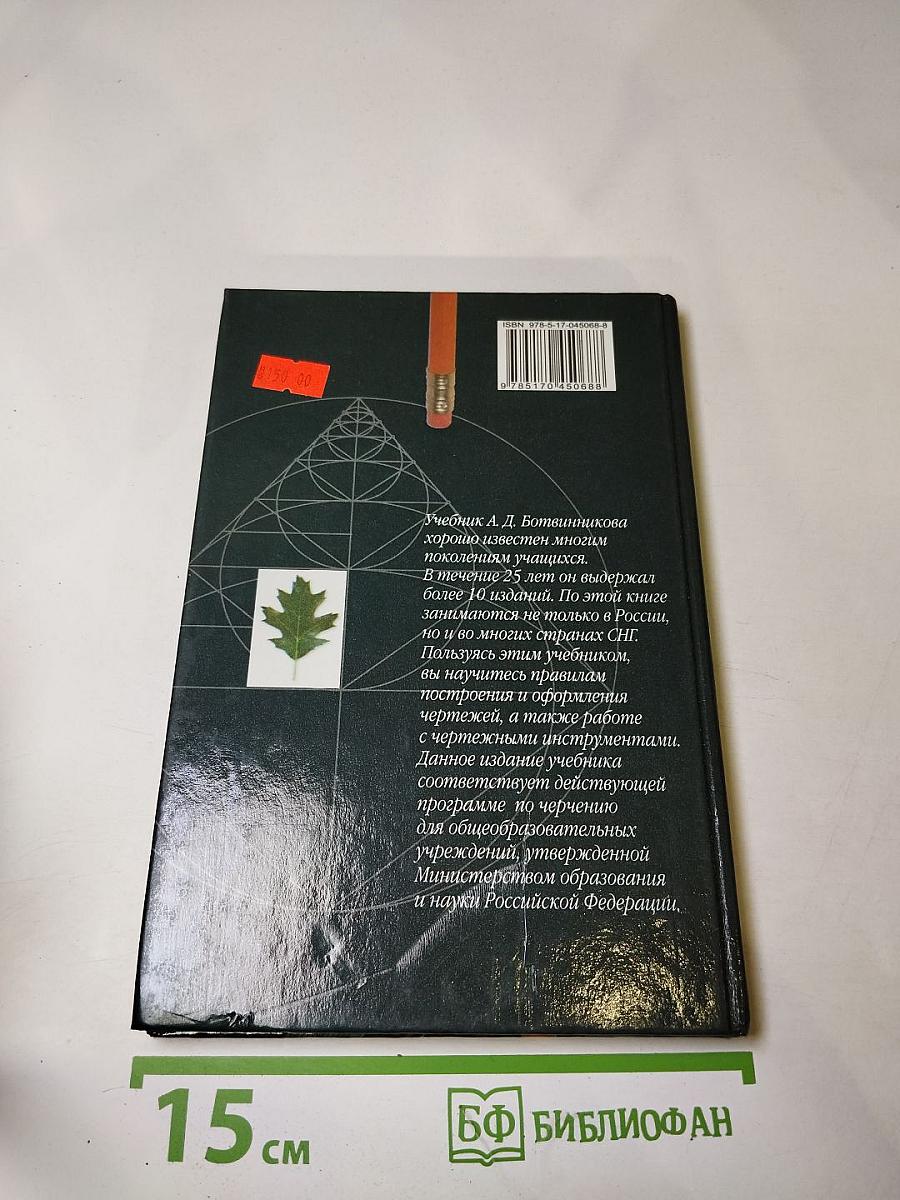 ISBN 978-5-17-045068-8
9 785170 450688
150 00
Учебник А. Д. Ботвинникова
хорошо известен многим
поколениям учащихся.
В течение 25 лет он выдержал
более 10 изданий. По этой книге
занимаются не только в России,
но и во многих странах СНГ.
Пользуясь этим учебником,
вы научитесь правилам
построения и оформления
чертежей, а также работе
с чертежными инструментами.
Данное издание учебника
соответствует действующей
программе по черчению
для общеобразовательных
учреждений, утвержденной
Министерством образования
и науки Российской Федерации.
15 см
БФ БИБЛИОФАН